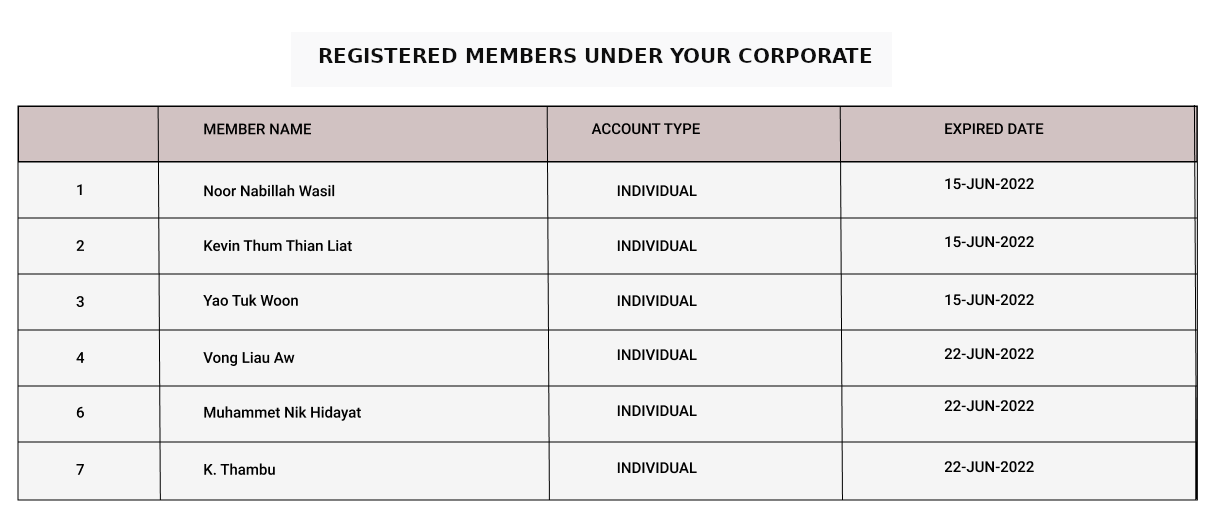 REGISTERED MEMBERS UNDER YOUR CORPORATE
MEMBER NAME ACCOUNT TYPE EXPIRED DATE
1 Noor Nabillah Wasil INDIVIDUAL 15-JUN-2022
2 Kevin Thum Thian Liat INDIVIDUAL 15-JUN-2022
3 Yao Tuk Woon INDIVIDUAL 15-JUN-2022
4 Vong Liau Aw INDIVIDUAL 22-JUN-2022
6 Muhammet Nik Hidayat INDIVIDUAL 22-JUN-2022
7 K. Thambu INDIVIDUAL 22-JUN-2022